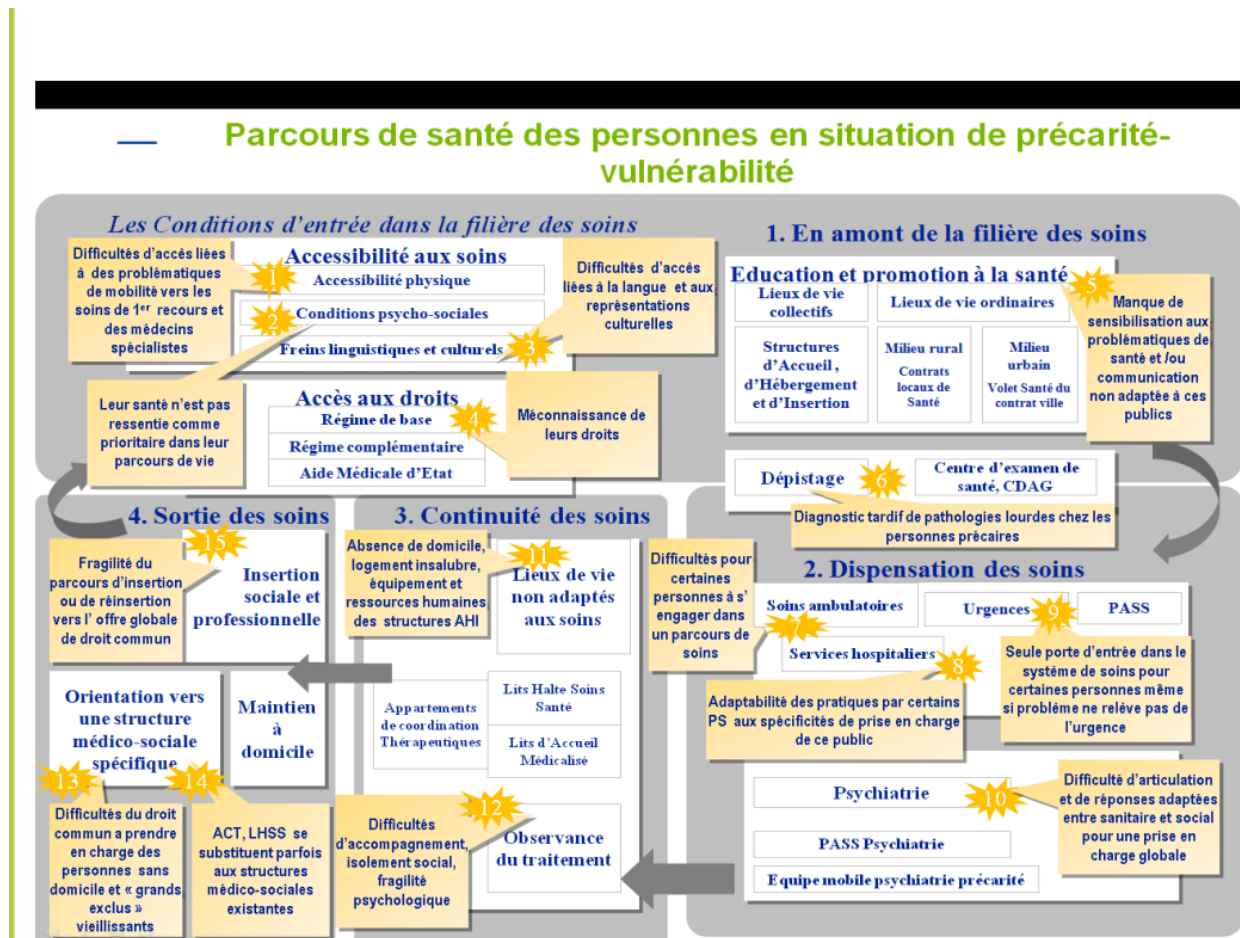 Parcours de santé des personnes en situation de précarité-
vulnérabilité
Les Conditions d'entrée dans la filière des soins
Difficultés d'accès liées
à des problématiques
de mobilité vers les
soins de 1er recours et
des médecins
spécialistes
Accessibilité aux soins
1
Accessibilité physique
2
Conditions psycho-sociales
Freins linguistiques et culturels
3
Difficultés d'accès
liées à la langue et aux
représentations
culturelles
Leur santé n'est pas
ressentie comme
prioritaire dans leur
parcours de vie
Accès aux droits
Régime de base
4
Régime complémentaire
Aide Médicale d'Etat
Méconnaissance de
leurs droits
1. En amont de la filière des soins
Education et promotion à la santé
5
Lieux de vie
collectifs
Lieux de vie ordinaires
Structures
d'Accueil ,
d'Hébergement
et d'Insertion
Milieu rural
Contrats
locaux de
Santé
Milieu
urbain
Volet Santé du
contrat ville
Manque de
sensibilisation aux
problématiques de
santé et /ou
communication
non adaptée à ces
publics
Dépistage
6
Centre d'examen de
santé, CDAG
Diagnostic tardif de pathologies lourdes chez les
personnes précaires
2. Dispensation des soins
Difficultés pour
certaines
personnes à s'
engager dans
un parcours de
soins
Soins ambulatoires
7
Urgences
9
PASS
Services hospitaliers
8
Adaptabilité des pratiques par certains
PS aux spécificités de prise en charge
de ce public
Seule porte d'entrée dans le
système de soins pour
certaines personnes même
si problème ne relève pas de
l'urgence
Psychiatrie
10
PASS Psychiatrie
Equipe mobile psychiatrie précarité
Difficulté d'articulation
et de réponses adaptées
entre sanitaire et social
pour une prise en
charge globale
3. Continuité des soins
Absence de domicile,
logement insalubre,
équipement et
ressources humaines
des structures AHI
11
Lieux de vie
non adaptés
aux soins
Appartements
de coordination
Thérapeutiques
Lits Halte Soins
Santé
Lits d'Accueil
Médicalisé
12
Difficultés
d'accompagnement,
isolement social,
fragilité
psychologique
Observance
du traitement
4. Sortie des soins
15
Fragilité du
parcours d'insertion
ou de réinsertion
vers l' offre globale
de droit commun
Insertion
sociale et
professionnelle
Orientation vers
une structure
médico-sociale
spécifique
Maintien
à
domicile
13
Difficultés du droit
commun a prendre
en charge des
personnes sans
domicile et « grands
exclus »
vieillissants
14
ACT, LHSS se
substituent parfois
aux structures
médico-sociales
existantes